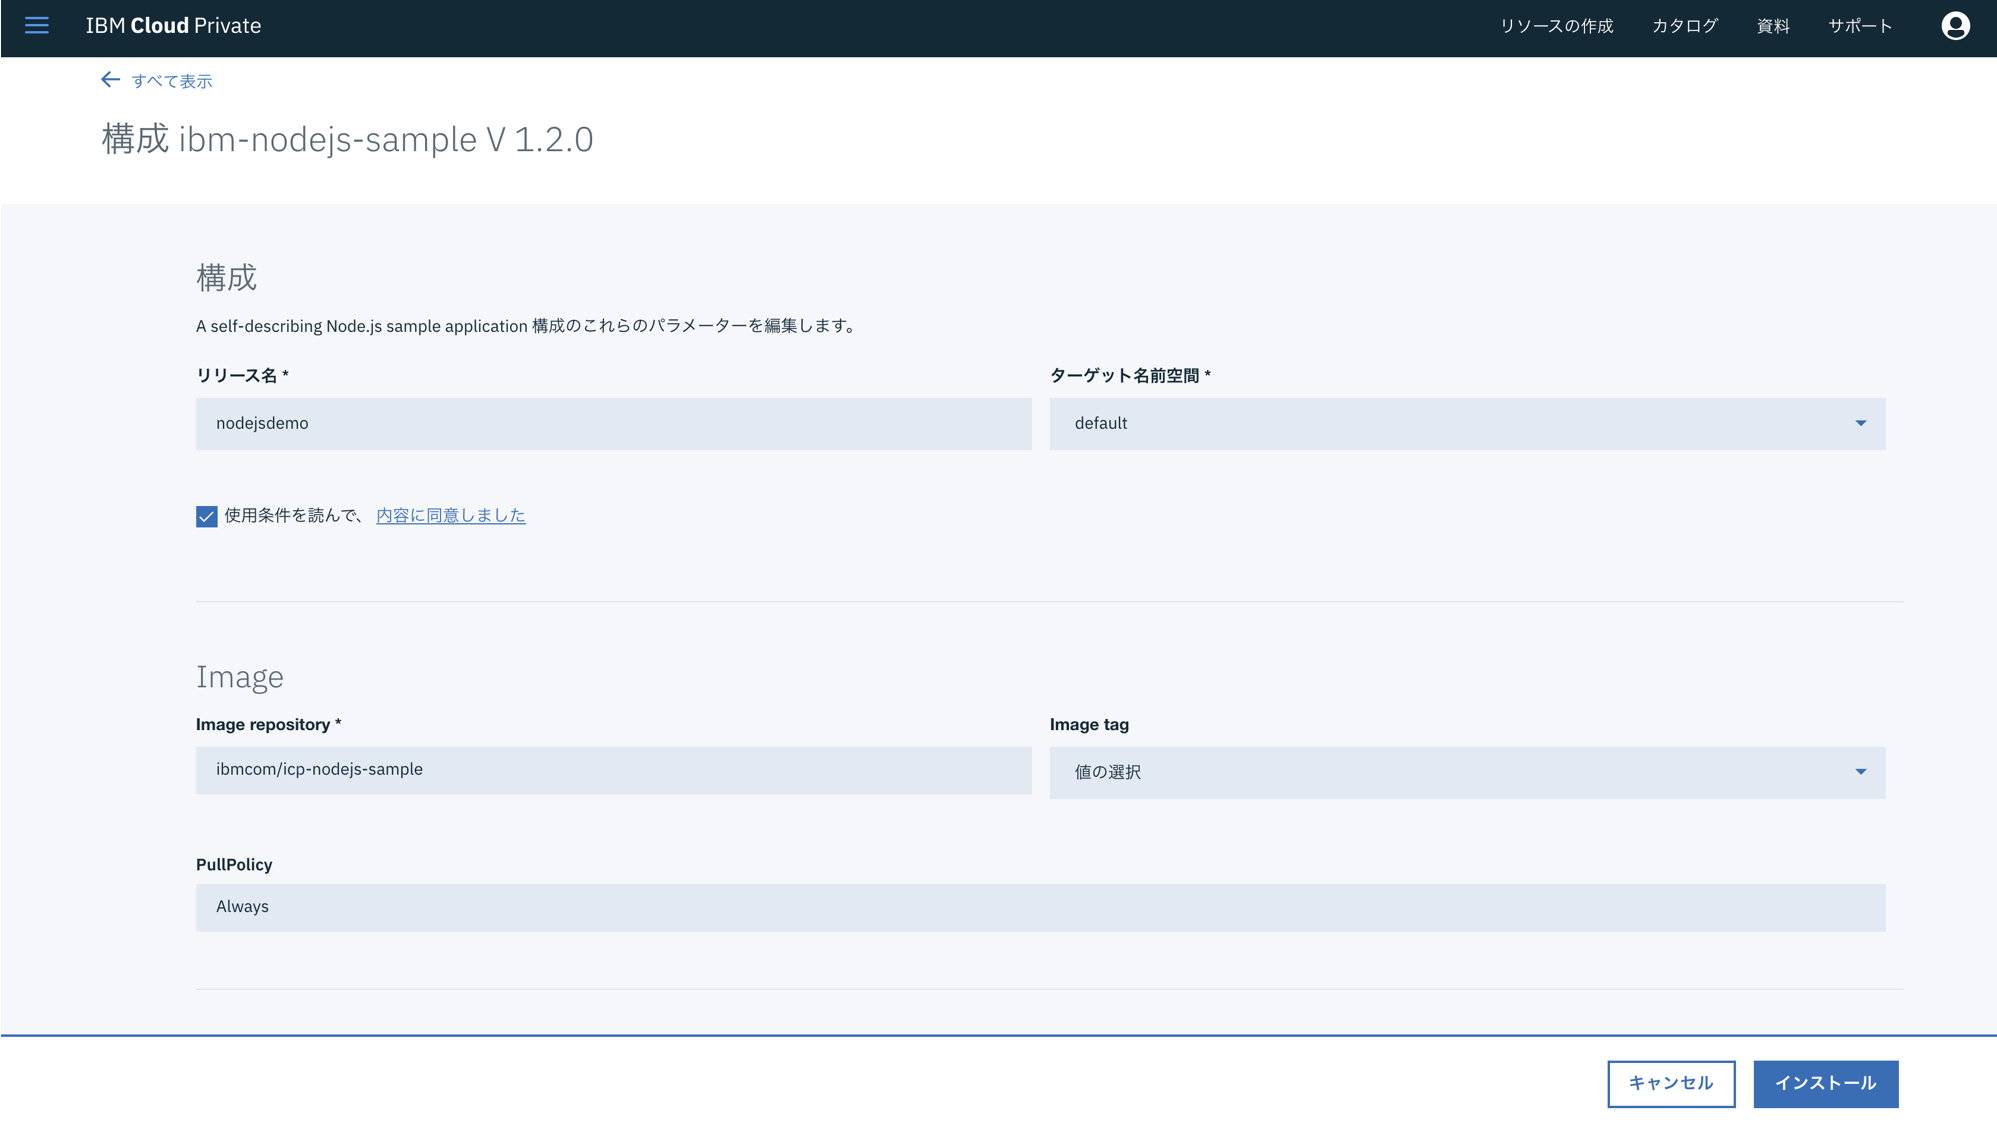 IBM Cloud Private
リソースの作成 カタログ 資料 サポート
すべて表示
構成 ibm-nodejs-sample V 1.2.0
構成
A self-describing Node.js sample application 構成のこれらのパラメーターを編集します。
リリース名 * ターゲット名前空間 *
nodejsdemo default
使用条件を読んで、 内容に同意しました
Image
Image repository * Image tag
ibmcom/icp-nodejs-sample 値の選択
PullPolicy
Always
キャンセル インストール